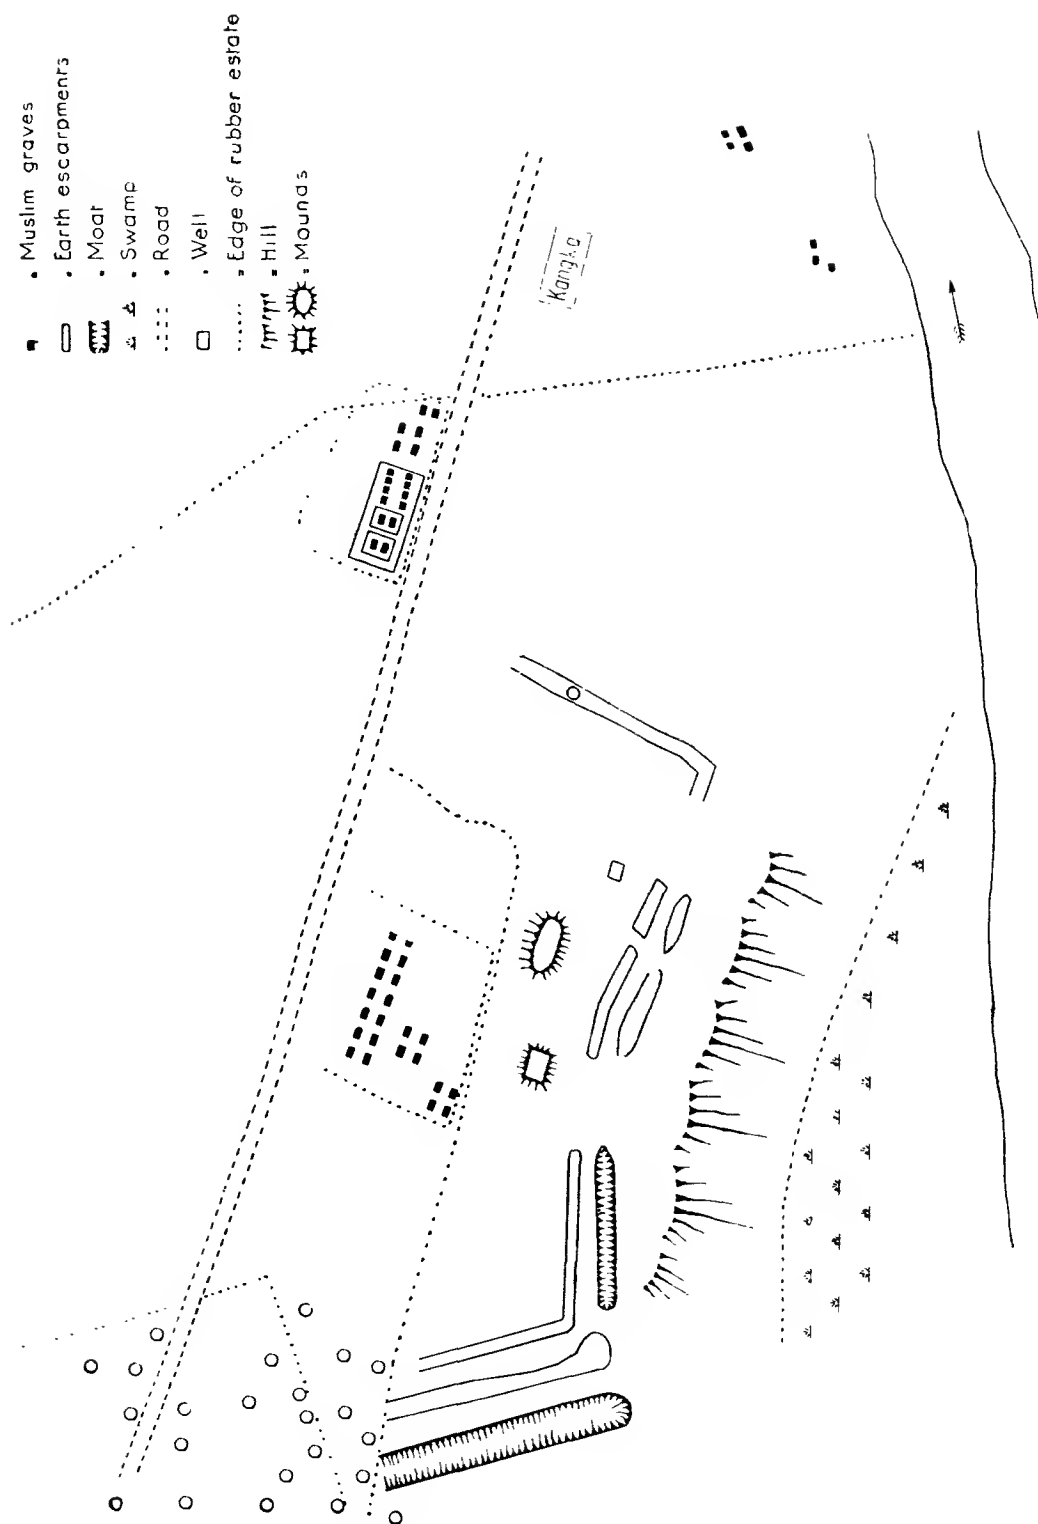 . Muslim graves
. Earth escarpments
. Moat
. Swamp
. Road
. Well
= Edge of rubber estate
= Hill
= Mounds
Kangka